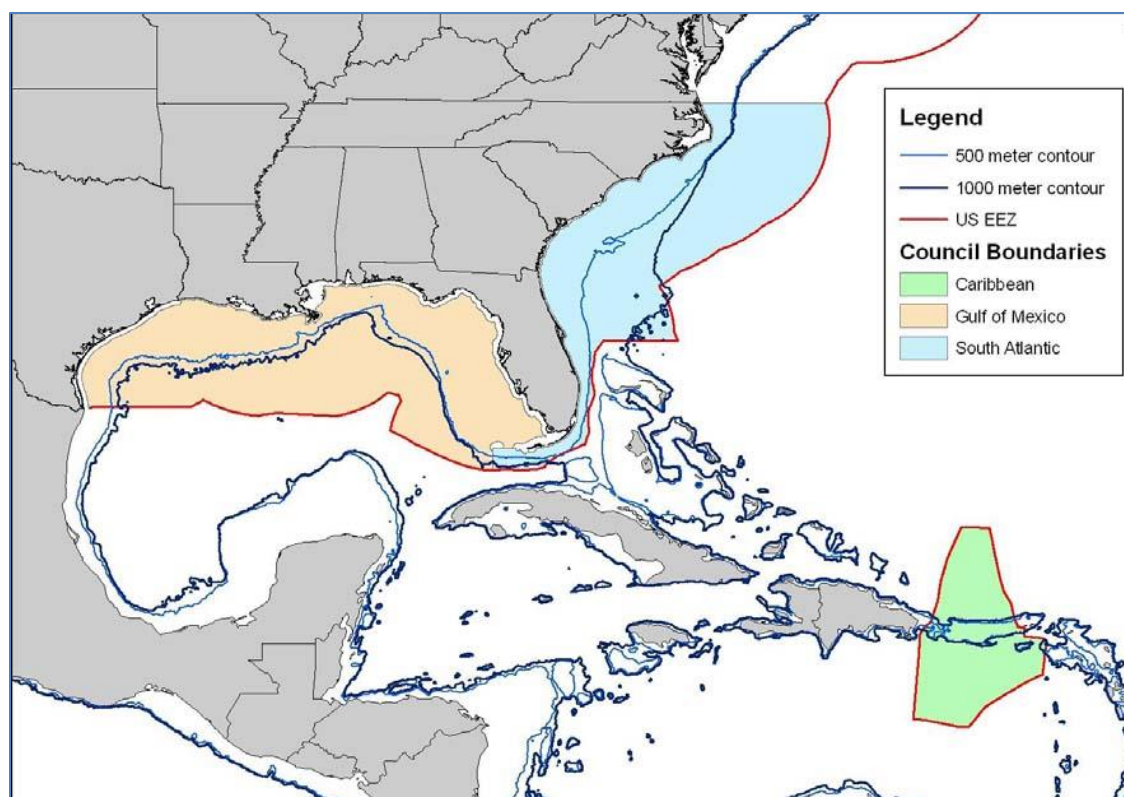 Legend
500 meter contour
1000 meter contour
US EEZ
Council Boundaries
Caribbean
Gulf of Mexico
South Atlantic